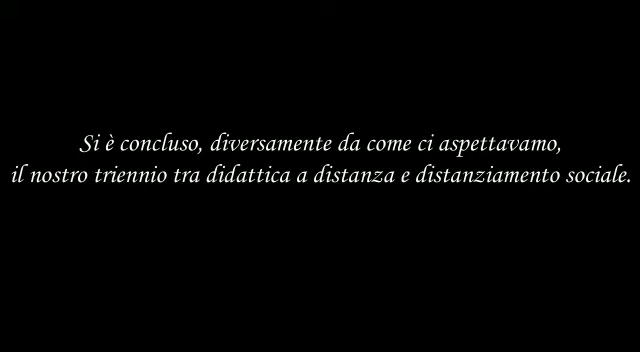 Si è concluso, diversamente da come ci aspettavamo,
il nostro triennio tra didattica a distanza e distanziamento sociale.